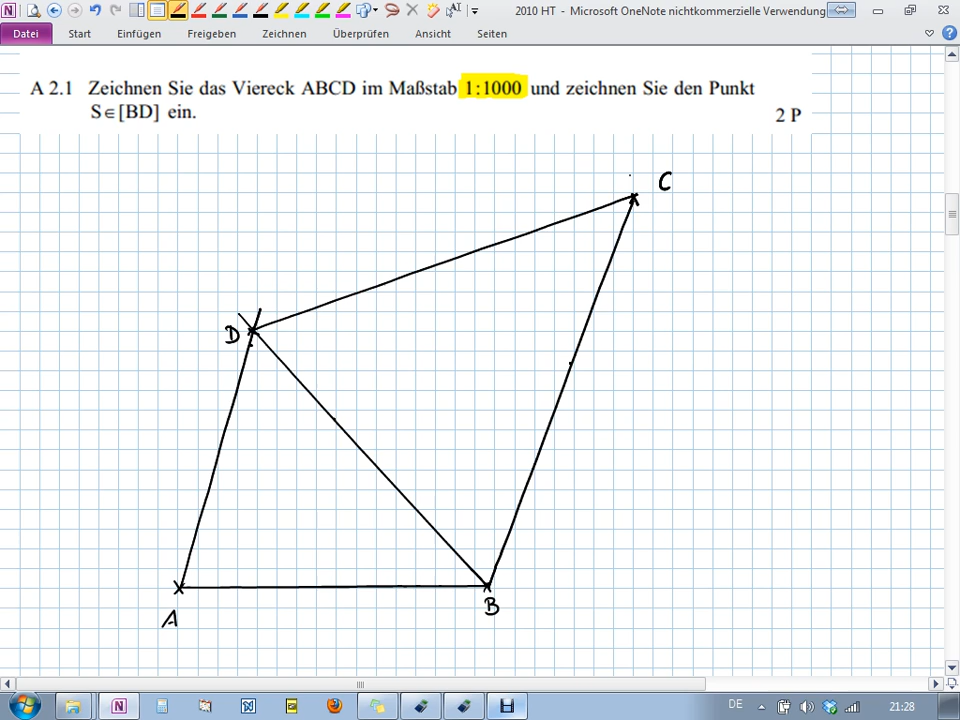 2010 HT - Microsoft OneNote nichtkommerzielle Verwendung
Datei Start Einfügen Freigeben Zeichnen Überprüfen Ansicht Seiten
A 2.1 Zeichnen Sie das Viereck ABCD im Maßstab 1:1000 und zeichnen Sie den Punkt
S∈[BD] ein.
2 P
C
D
A
B
DE
21:28